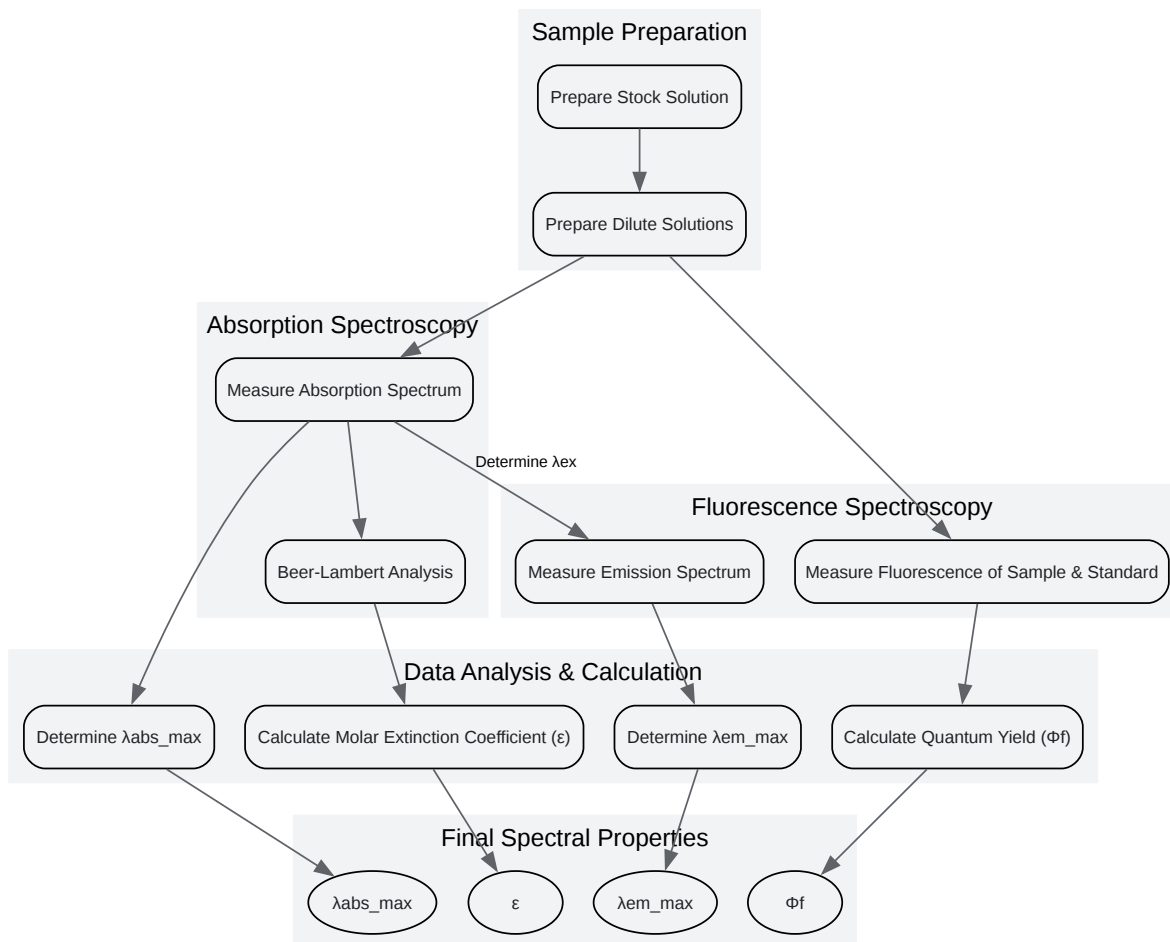 Sample Preparation
Prepare Stock Solution
Prepare Dilute Solutions
Absorption Spectroscopy
Measure Absorption Spectrum
Determine λex
Fluorescence Spectroscopy
Beer-Lambert Analysis
Measure Emission Spectrum
Measure Fluorescence of Sample & Standard
Data Analysis & Calculation
Determine λabs_max
Calculate Molar Extinction Coefficient (ε)
Determine λem_max
Calculate Quantum Yield (Φf)
Final Spectral Properties
λabs_max
ε
λem_max
Φf